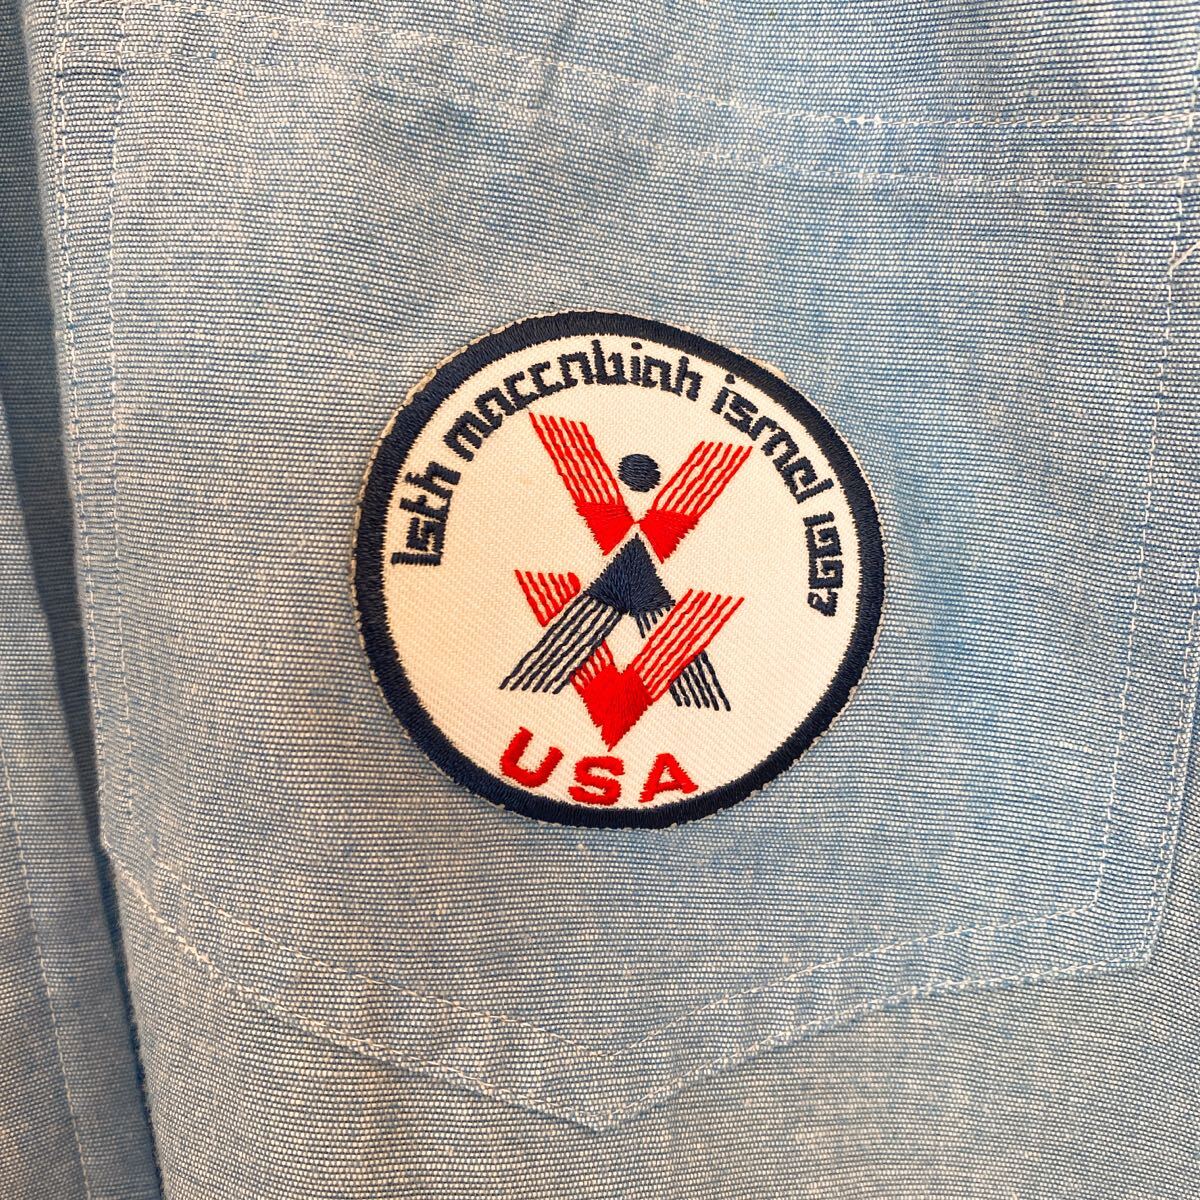 15th maccabiah israel 1997
USA